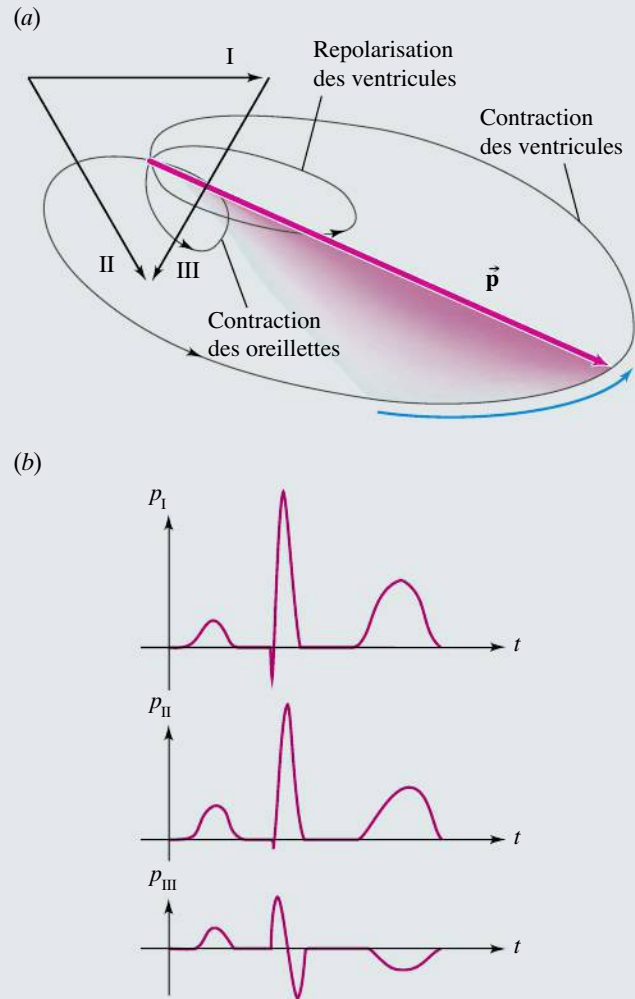 (a)
I
Repolarisation
des ventricules
Contraction
des ventricules
II
III
p⃗
Contraction
des oreillettes
(b)
p_I
t
p_II
t
p_III
t